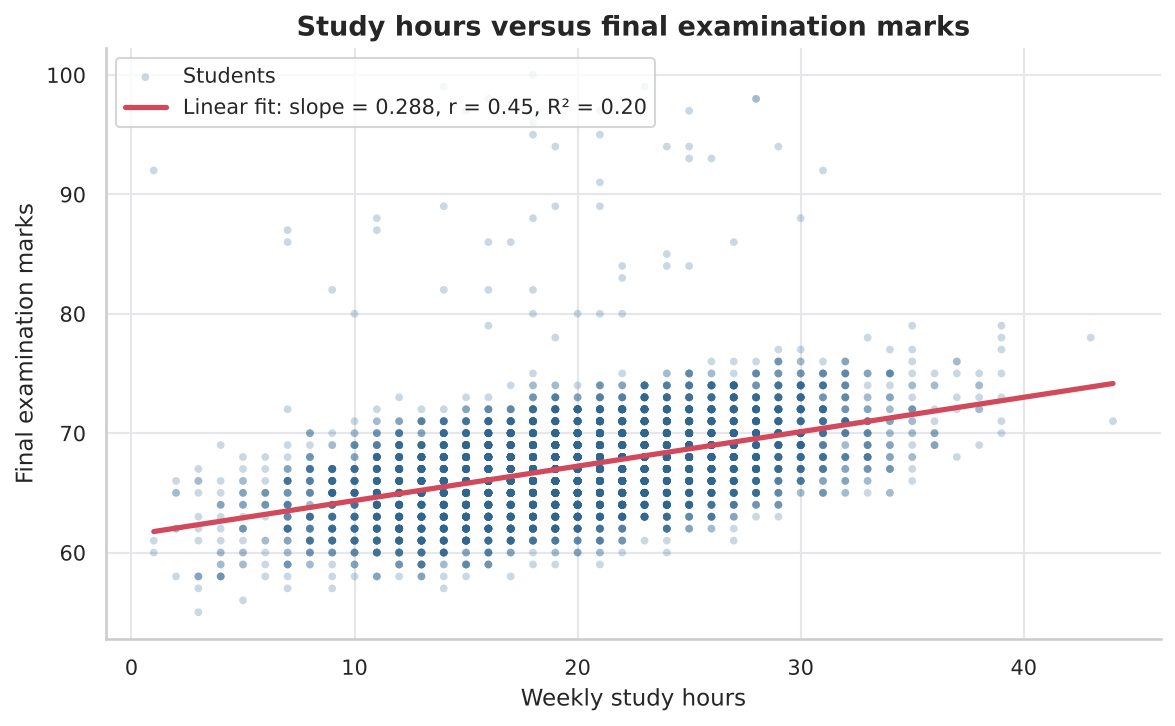 Study hours versus final examination marks
Students
Linear fit: slope = 0.288, r = 0.45, R² = 0.20
Final examination marks
100
90
80
70
60
0
10
20
30
40
Weekly study hours